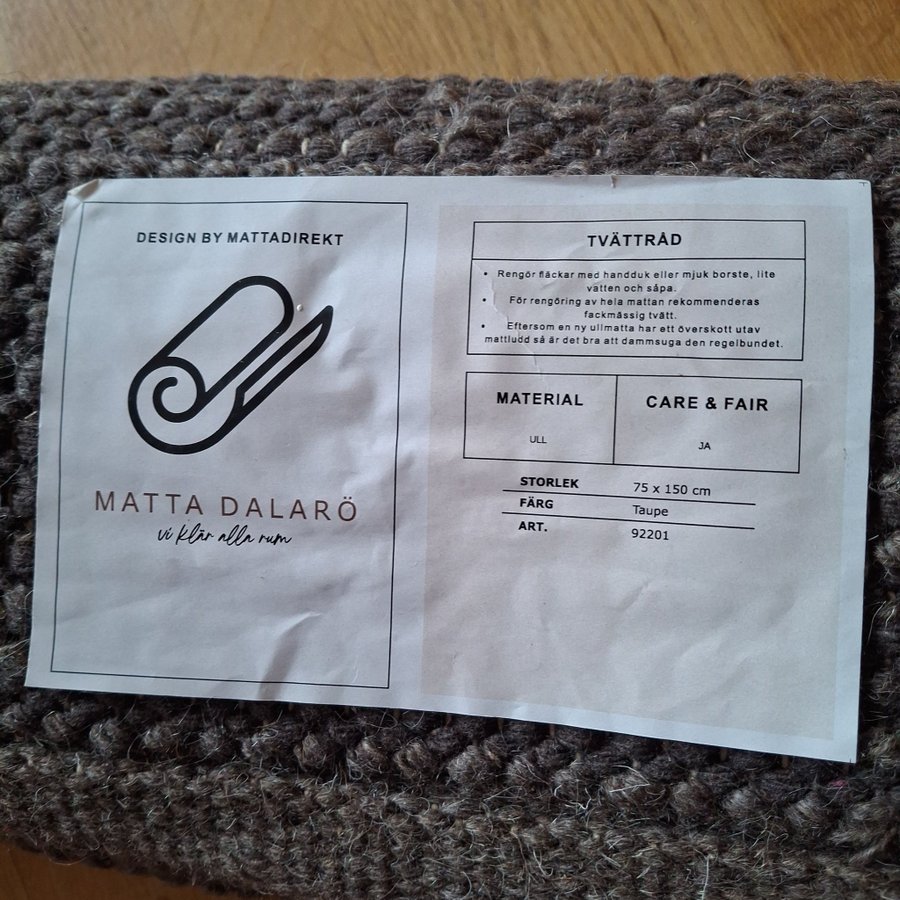 DESIGN BY MATTADIREKT
MATTA DALARÖ
vi klär alla rum
TVÄTTRÅD
• Rengör fläckar med handduk eller mjuk borste, lite
vatten och såpa.
• För rengöring av hela mattan rekommenderas
fackmässig tvätt.
• Eftersom en ny ullmatta har ett överskott utav
mattludd så är det bra att dammsuga den regelbundet.
MATERIAL
ULL
CARE & FAIR
JA
STORLEK 75 x 150 cm
FÄRG Taupe
ART. 92201